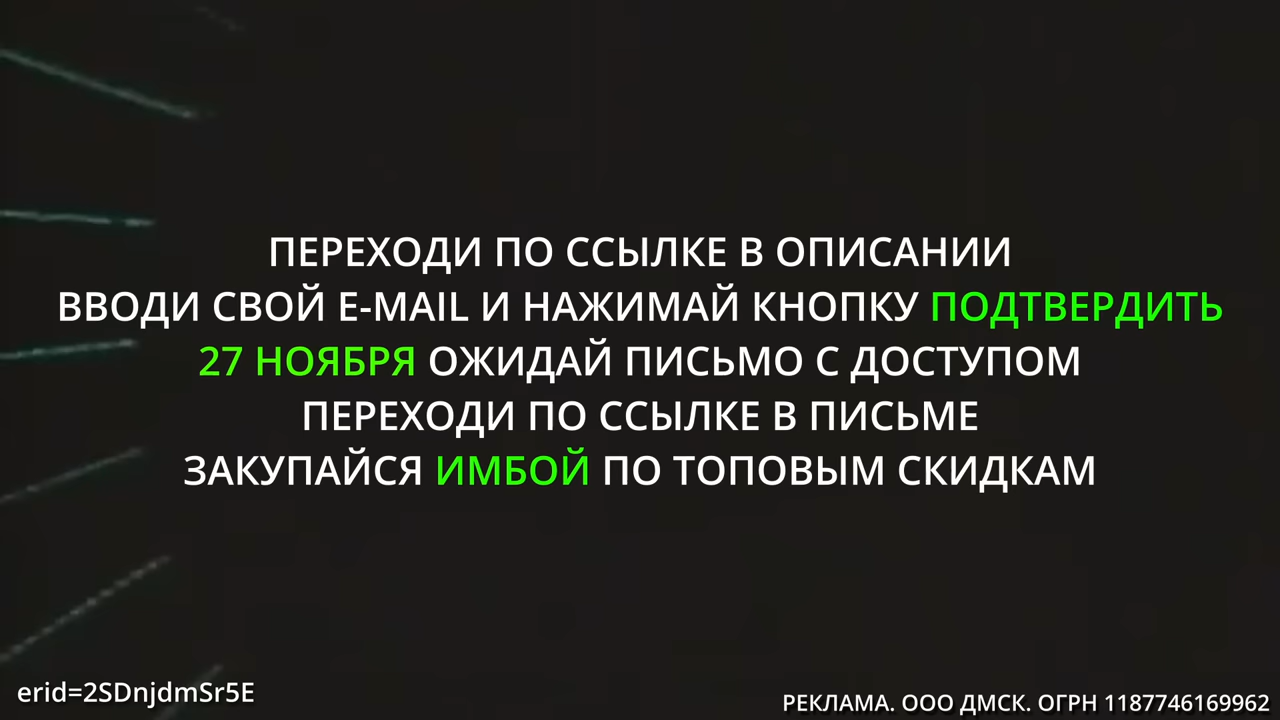 ПЕРЕХОДИ ПО ССЫЛКЕ В ОПИСАНИИ
ВВОДИ СВОЙ E-MAIL И НАЖИМАЙ КНОПКУ ПОДТВЕРДИТЬ
27 НОЯБРЯ ОЖИДАЙ ПИСЬМО С ДОСТУПОМ
ПЕРЕХОДИ ПО ССЫЛКЕ В ПИСЬМЕ
ЗАКУПАЙСЯ ИМБОЙ ПО ТОПОВЫМ СКИДКАМ
erid=2SDnjdmSr5E
РЕКЛАМА. ООО ДМСК. ОГРН 1187746169962